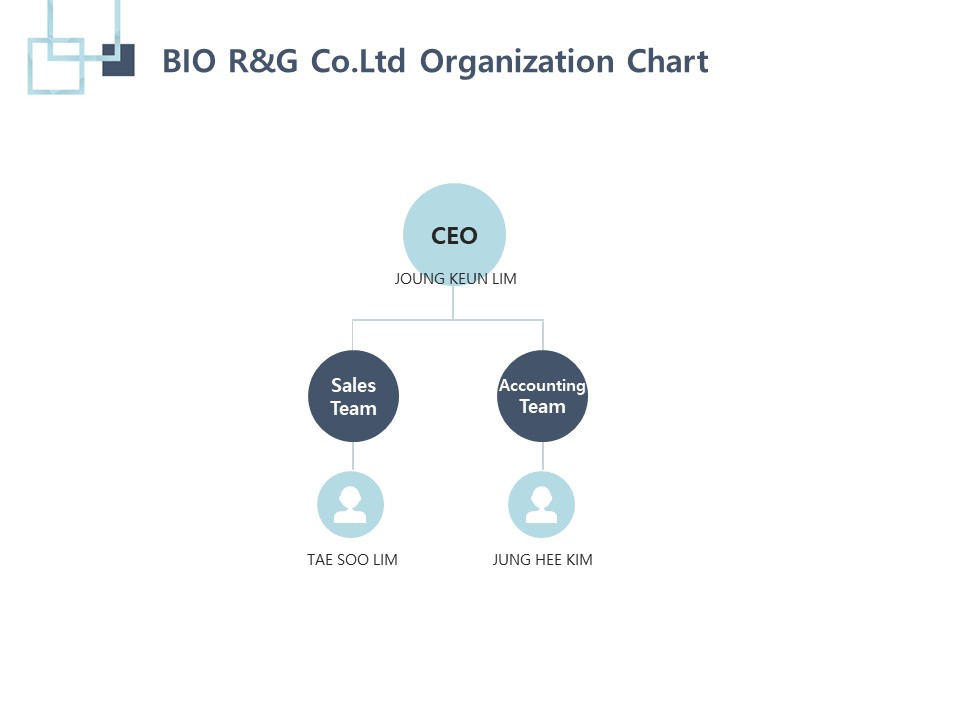 BIO R&G Co.Ltd Organization Chart
CEO
JOUNG KEUN LIM
Sales
Team
Accounting
Team
TAE SOO LIM
JUNG HEE KIM